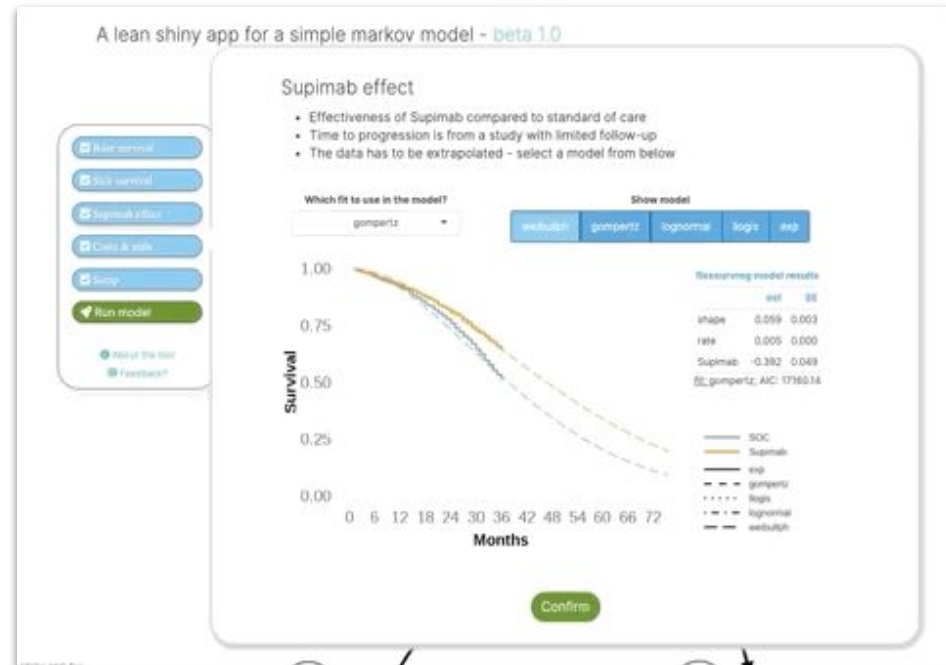 A lean shiny app for a simple markov model - beta 1.0
Supimab effect
• Effectiveness of Supimab compared to standard of care
• Time to progression is from a study with limited follow-up
• The data has to be extrapolated - select a model from below
Base survival
Sick survival
Supimab effect
Costs & utils
Setup
Run model
About the tool
Feedback?
Which fit to use in the model?
gompertz
Show model
weibullph gompertz lognormal llogis exp
1.00
0.75
0.50
0.25
0.00
Survival
0 6 12 18 24 30 36 42 48 54 60 66 72
Months
model results
est SE
shape 0.059 0.003
rate 0.005 0.000
Supimab -0.392 0.049
fit: gompertz; AIC: 17160.14
SOC
Supimab
exp
gompertz
llogis
lognormal
weibullph
Confirm